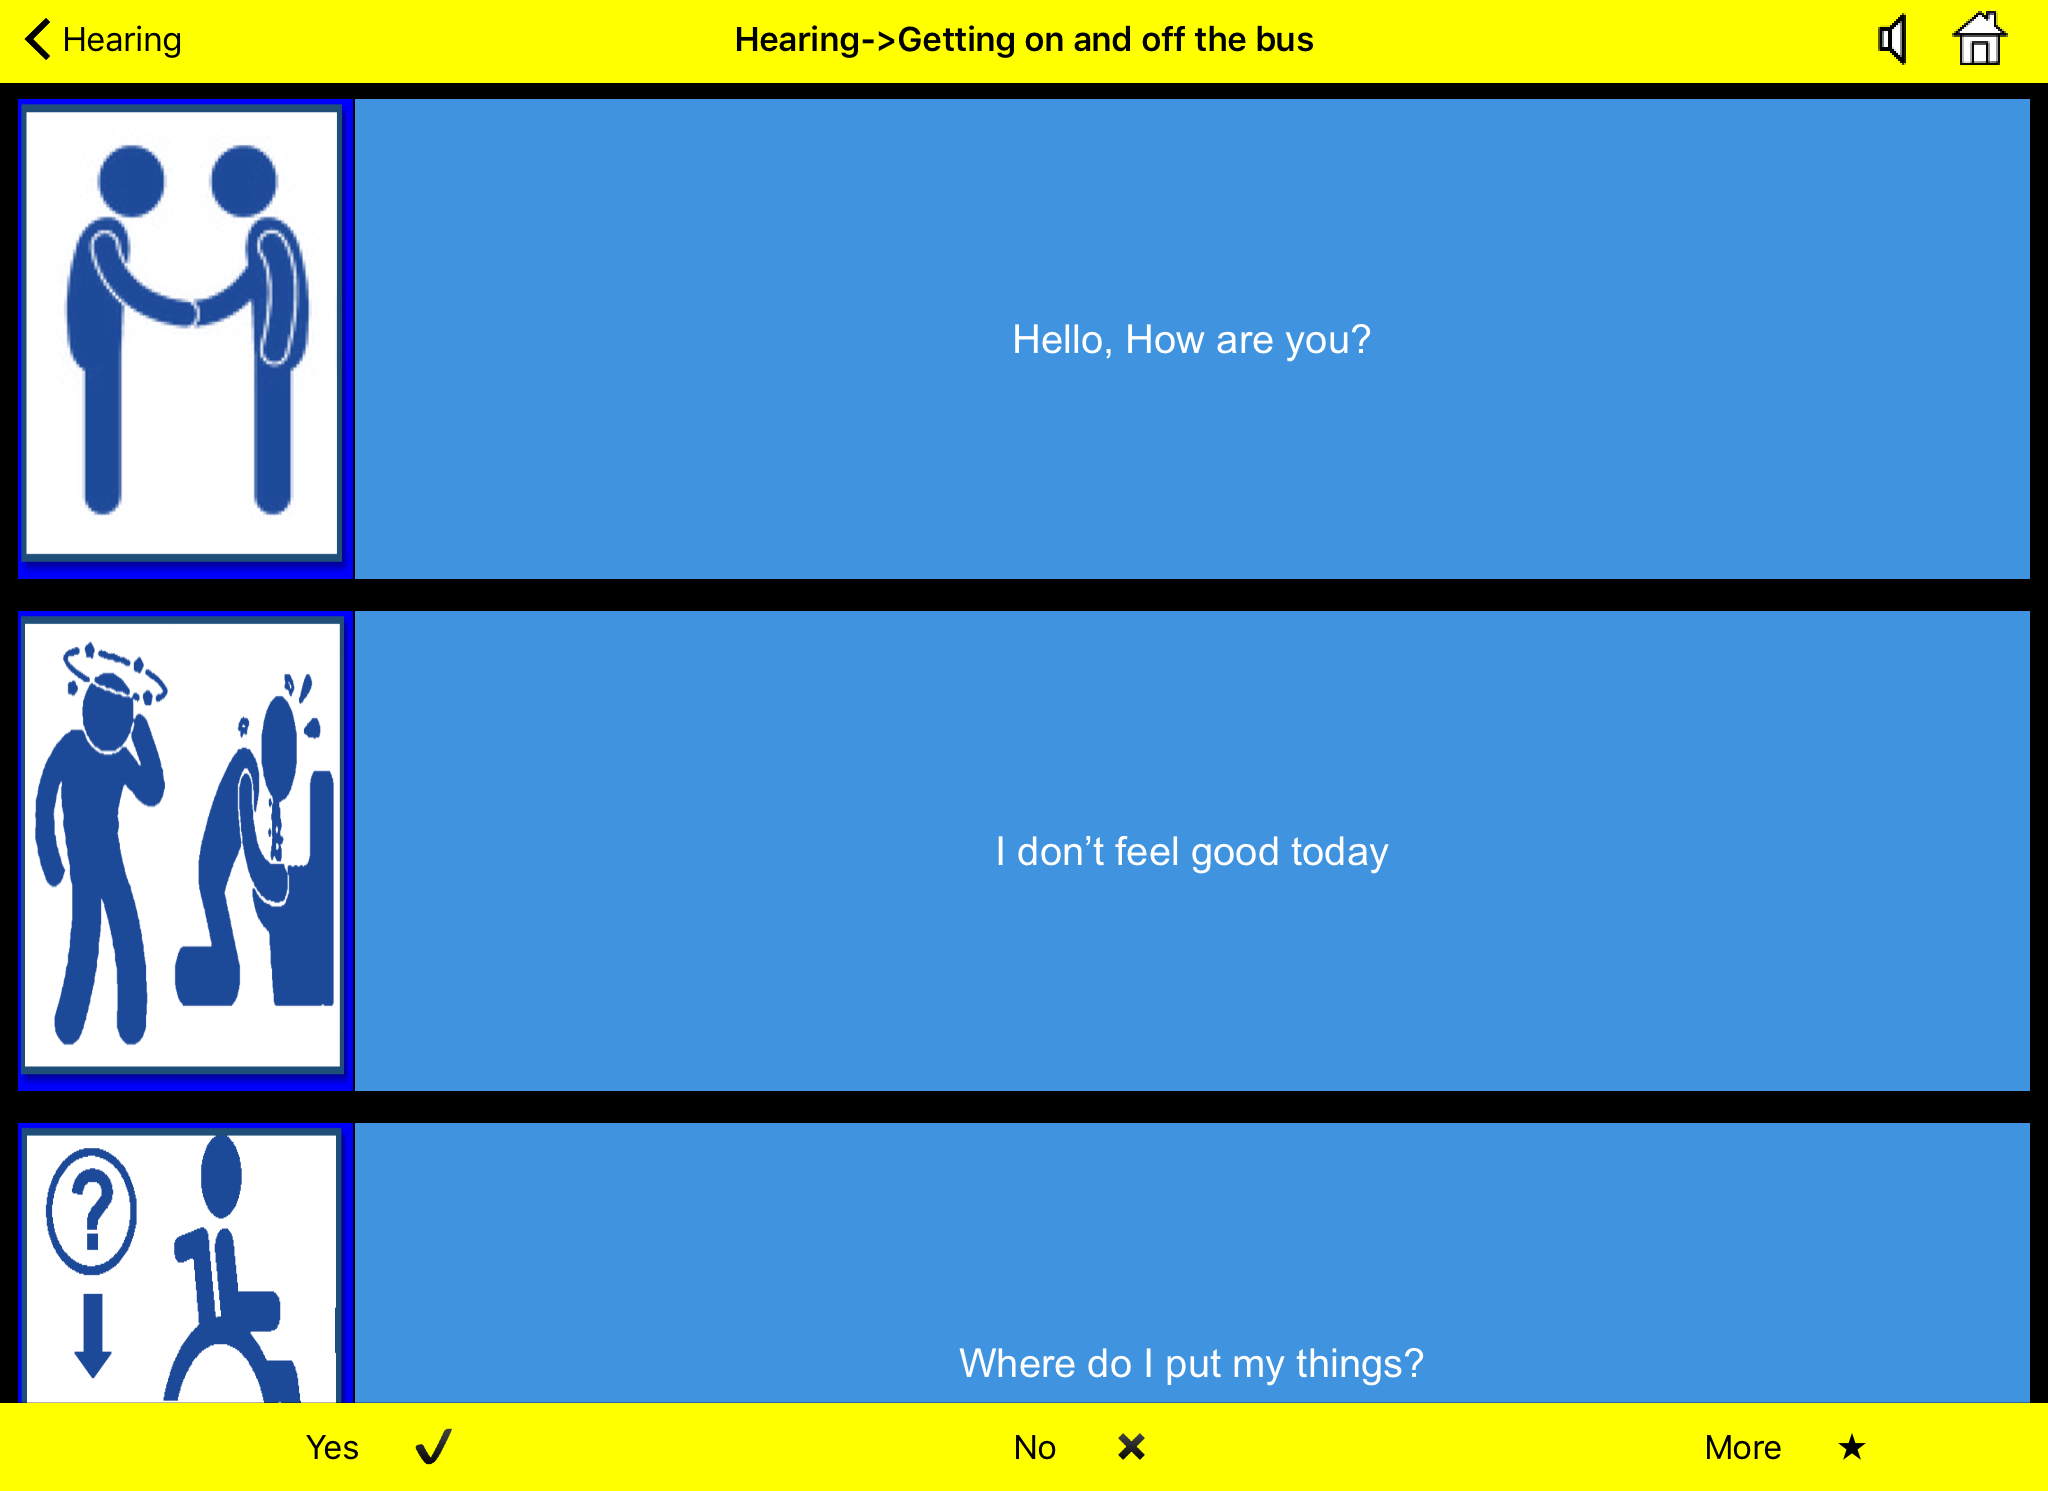 Hearing
Hearing->Getting on and off the bus
Hello, How are you?
I don’t feel good today
?
Where do I put my things?
Yes
No
More